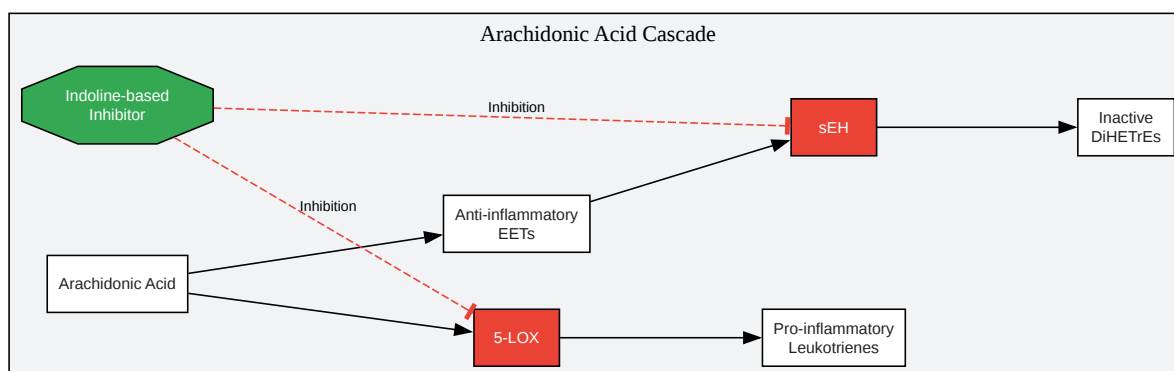 Arachidonic Acid Cascade
Indoline-based
Inhibitor
Inhibition
sEH
Inactive
DiHETrEs
Inhibition
Anti-inflammatory
EETs
Arachidonic Acid
5-LOX
Pro-inflammatory
Leukotrienes